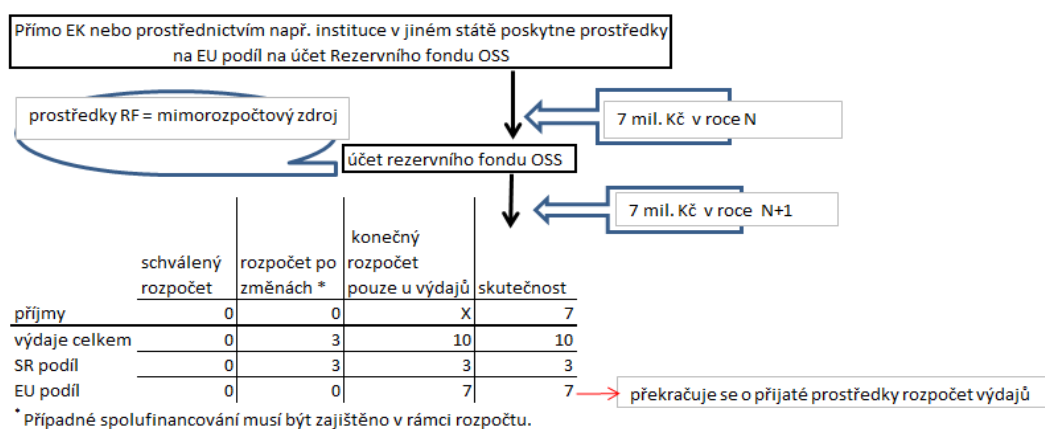 Přímo EK nebo prostřednictvím např. instituce v jiném státě poskytne prostředky
na EU podíl na účet Rezervního fondu OSS
prostředky RF = mimorozpočtový zdroj
7 mil. Kč v roce N
účet rezervního fondu OSS
7 mil. Kč v roce N+1
konečný
schválený rozpočet po rozpočet
rozpočet změnách * pouze u výdajů skutečnost
příjmy 0 0 X 7
výdaje celkem 0 3 10 10
SR podíl 0 3 3 3
EU podíl 0 0 7 7
překračuje se o přijaté prostředky rozpočet výdajů
* Případné spolufinancování musí být zajištěno v rámci rozpočtu.